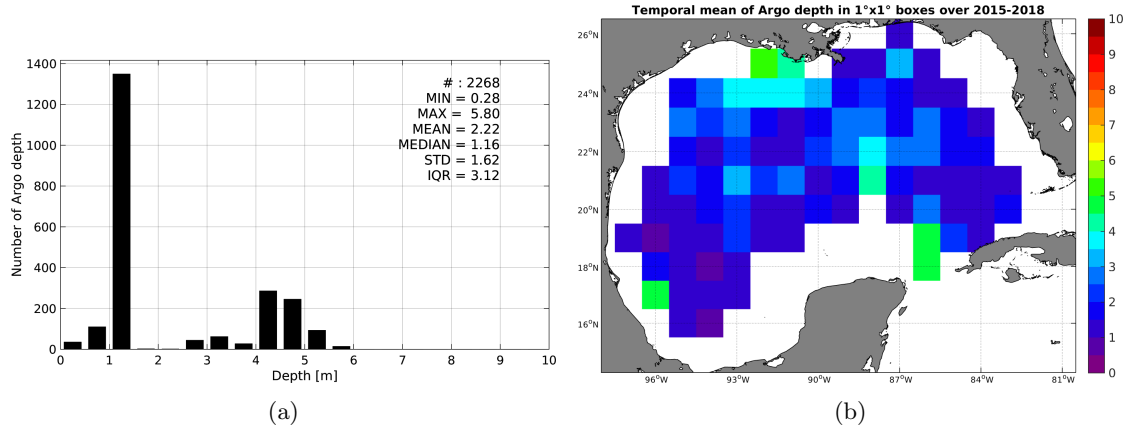 Temporal mean of Argo depth in 1°x1° boxes over 2015-2018
1400
1200
1000
800
600
400
200
0
Number of Argo depth
# : 2268
MIN = 0.28
MAX = 5.80
MEAN = 2.22
MEDIAN = 1.16
STD = 1.62
IQR = 3.12
0 1 2 3 4 5 6 7 8 9 10
Depth [m]
(a)
26°N
24°N
22°N
20°N
18°N
16°N
96°W 93°W 90°W 87°W 84°W 81°W
10
9
8
7
6
5
4
3
2
1
0
(b)